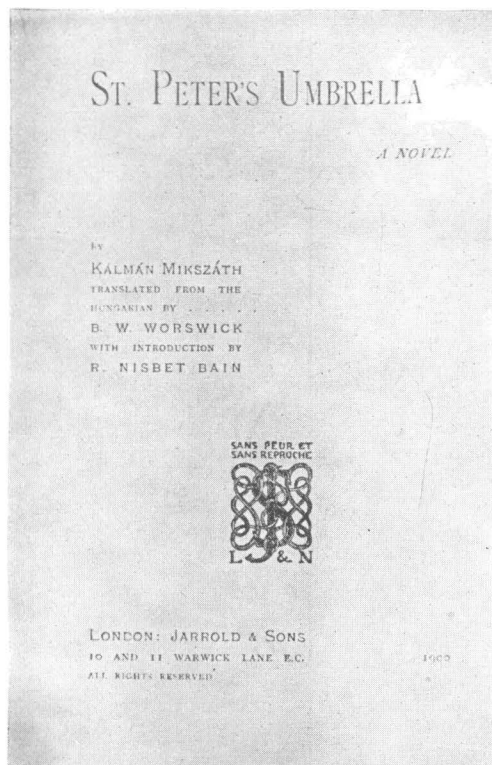 ST. PETER'S UMBRELLA
A NOVEL
BY
KÁLMÁN MIKSZÁTH
TRANSLATED FROM THE
HUNGARIAN BY . . . . .
B. W. WORSWICK
WITH INTRODUCTION BY
R. NISBET BAIN
SANS PEUR ET
SANS REPROCHE
L & N
LONDON: JARROLD & SONS
10 AND 11 WARWICK LANE E.C. 1900
ALL RIGHTS RESERVED